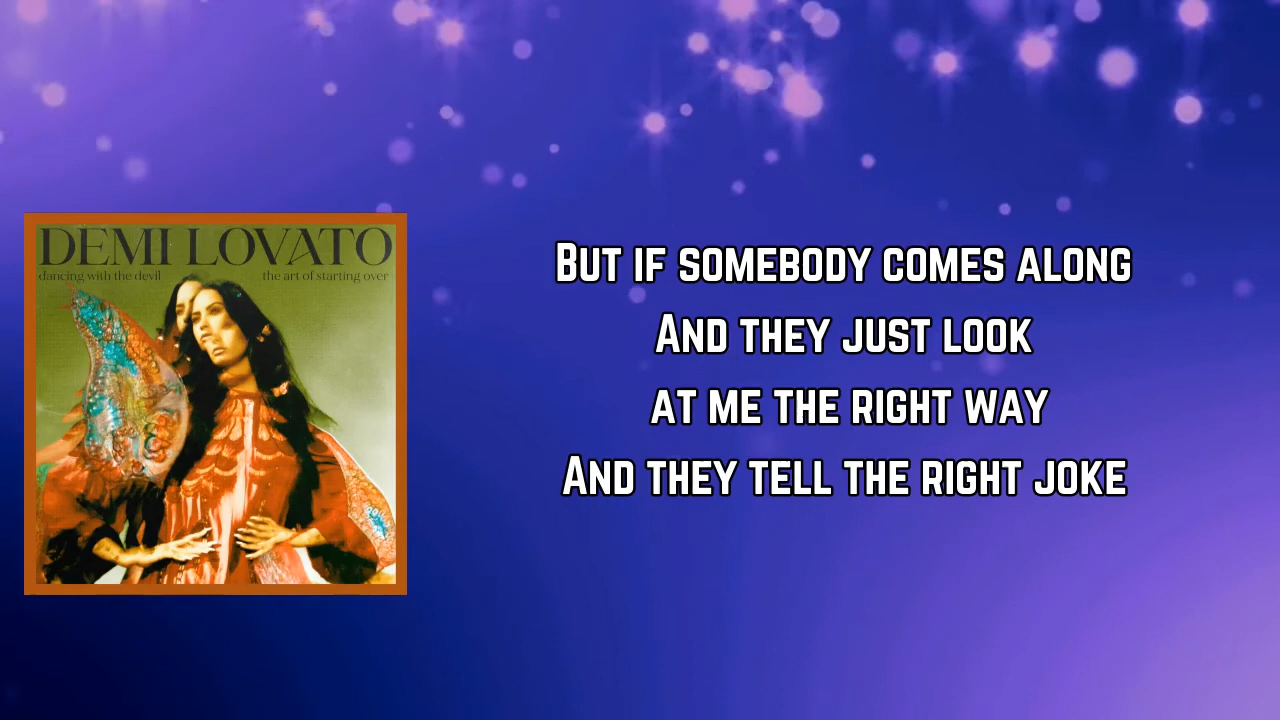 DEMI LOVATO
dancing with the devil the art of starting over
But if somebody comes along
And they just look
at me the right way
And they tell the right joke